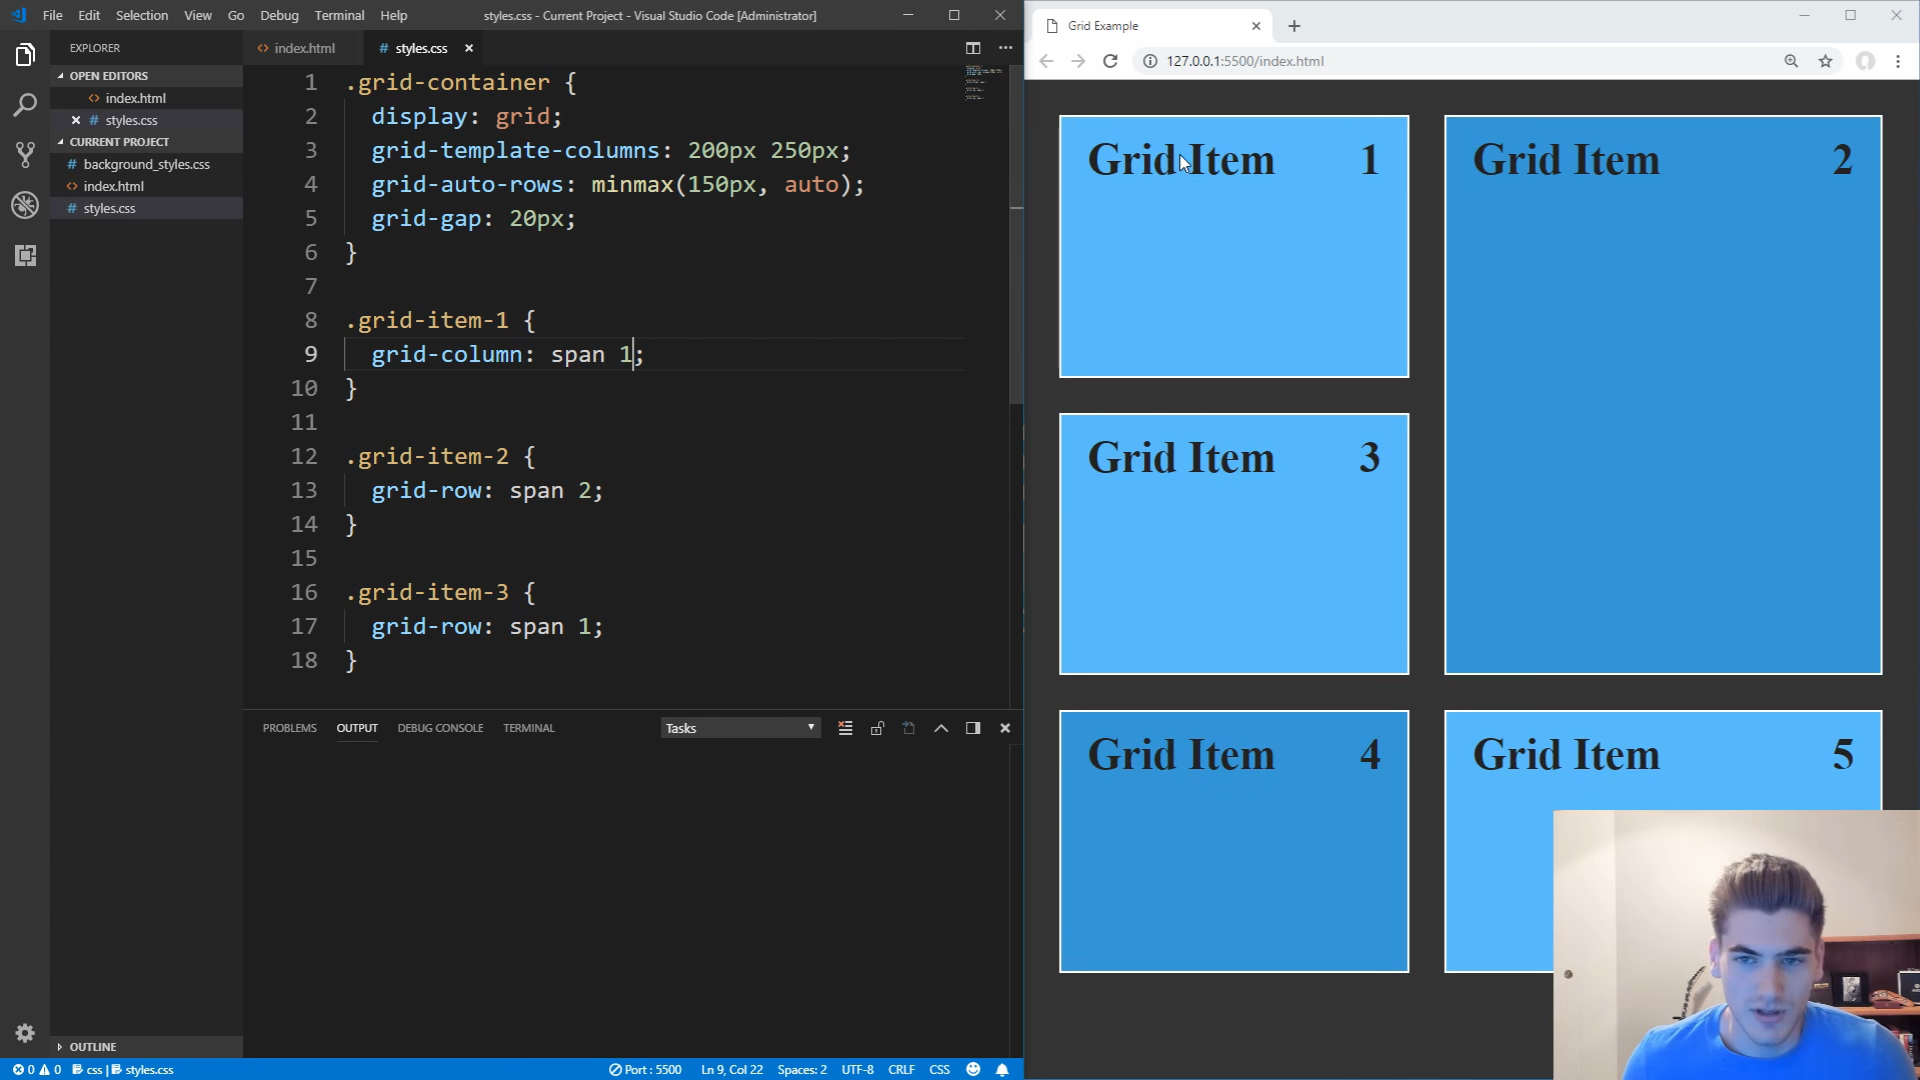 File Edit Selection View Go Debug Terminal Help
styles.css - Current Project - Visual Studio Code [Administrator]
EXPLORER
OPEN EDITORS
<> index.html
# styles.css
CURRENT PROJECT
# background_styles.css
<> index.html
# styles.css
OUTLINE
<> index.html
# styles.css
1 .grid-container {
2 display: grid;
3 grid-template-columns: 200px 250px;
4 grid-auto-rows: minmax(150px, auto);
5 grid-gap: 20px;
6 }
7
8 .grid-item-1 {
9 grid-column: span 1;
10 }
11
12 .grid-item-2 {
13 grid-row: span 2;
14 }
15
16 .grid-item-3 {
17 grid-row: span 1;
18 }
PROBLEMS OUTPUT DEBUG CONSOLE TERMINAL
Tasks
0 0 css | styles.css
Port : 5500 Ln 9, Col 22 Spaces: 2 UTF-8 CRLF CSS
Grid Example
127.0.0.1:5500/index.html
Grid Item 1
Grid Item 2
Grid Item 3
Grid Item 4
Grid Item 5